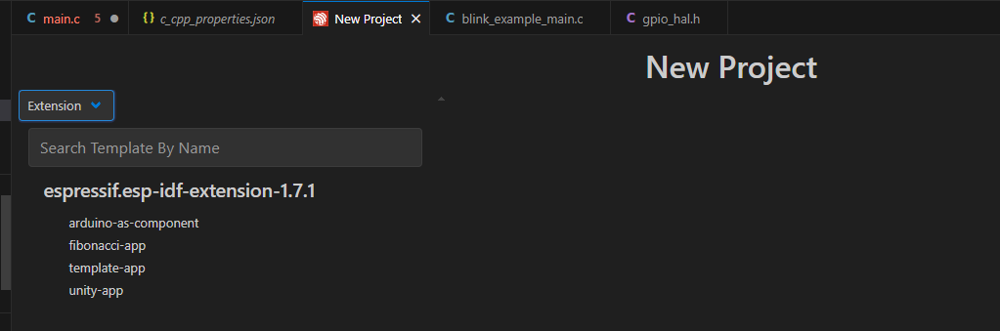 C main.c 5
{} c_cpp_properties.json
New Project
C blink_example_main.c
C gpio_hal.h
New Project
Extension
Search Template By Name
espressif.esp-idf-extension-1.7.1
arduino-as-component
fibonacci-app
template-app
unity-app